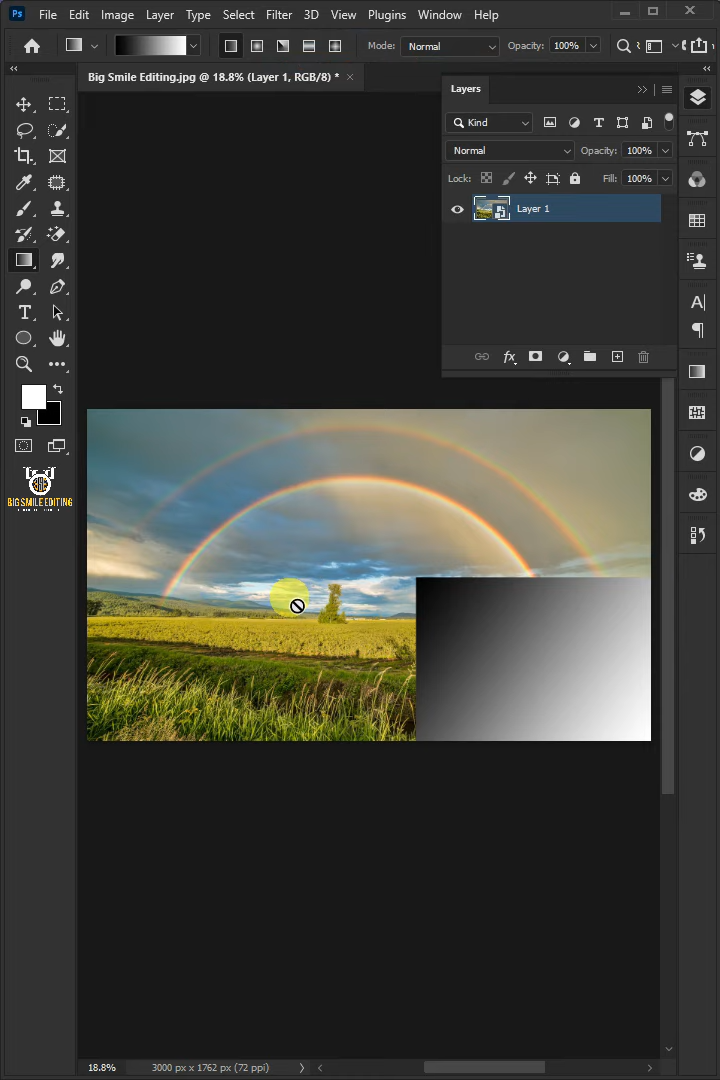 Ps File Edit Image Layer Type Select Filter 3D View Plugins Window Help
Mode: Normal Opacity: 100%
Big Smile Editing.jpg @ 18.8% (Layer 1, RGB/8) * ×
Layers
Kind
Normal Opacity: 100%
Lock: Fill: 100%
Layer 1
fx
BIG SMILE EDITING
18.8% 3000 px x 1762 px (72 ppi)